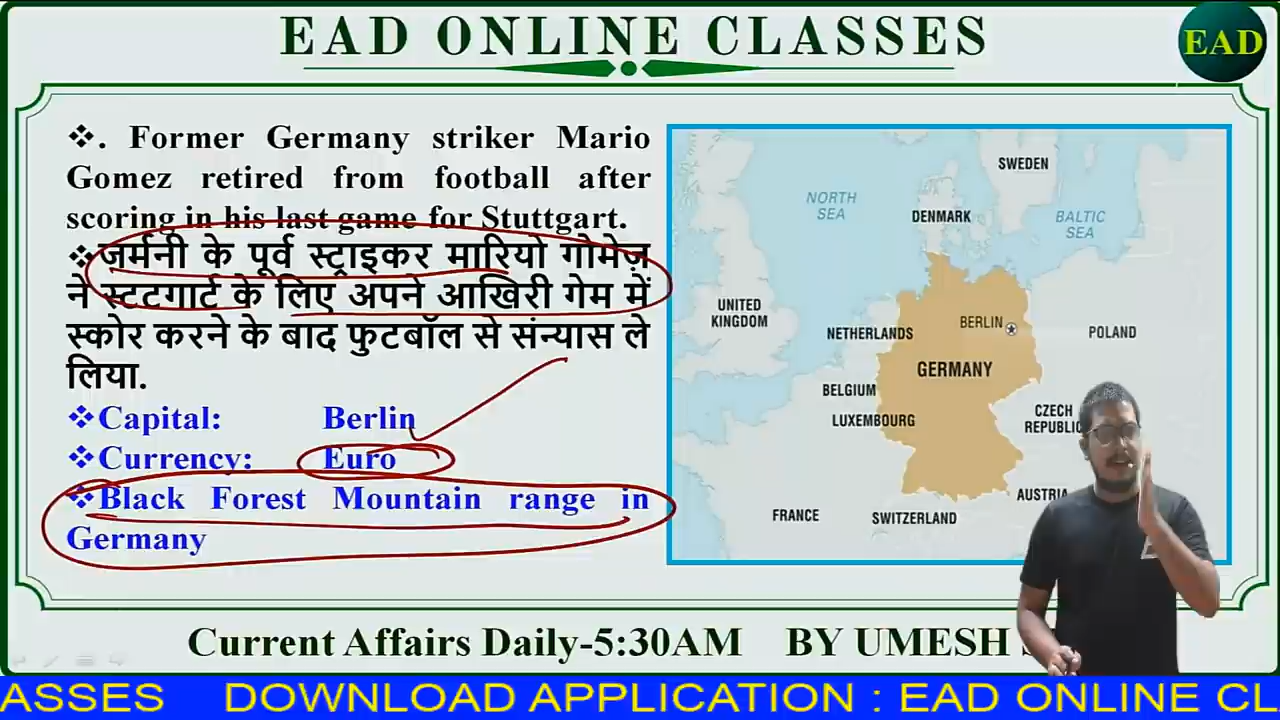 EAD ONLINE CLASSES
EAD
❖. Former Germany striker Mario
Gomez retired from football after
scoring in his last game for Stuttgart.
❖जर्मनी के पूर्व स्ट्राइकर मारियो गोमेज़
ने स्टटगार्ट के लिए अपने आखिरी गेम में
स्कोर करने के बाद फुटबॉल से संन्यास ले
लिया.
❖Capital: Berlin
❖Currency: Euro
❖Black Forest Mountain range in
Germany
SWEDEN
NORTH
SEA
DENMARK
BALTIC
SEA
UNITED
KINGDOM
NETHERLANDS
BERLIN
POLAND
GERMANY
BELGIUM
LUXEMBOURG
CZECH
REPUBLIC
AUSTRIA
FRANCE
SWITZERLAND
Current Affairs Daily-5:30AM BY UMESH
ASSES DOWNLOAD APPLICATION : EAD ONLINE CL